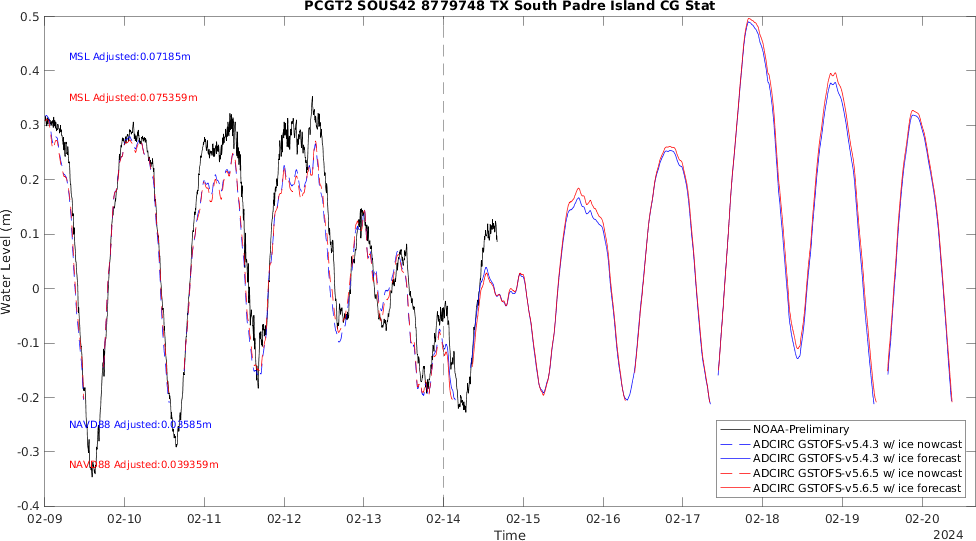 PCGT2 SOUS42 8779748 TX South Padre Island CG Stat
0.5
0.4
0.3
0.2
0.1
0
-0.1
-0.2
-0.3
-0.4
Water Level (m)
MSL Adjusted:0.07185m
MSL Adjusted:0.075359m
NAVD88 Adjusted:0.03585m
NAVD88 Adjusted:0.039359m
NOAA-Preliminary
ADCIRC GSTOFS-v5.4.3 w/ ice nowcast
ADCIRC GSTOFS-v5.4.3 w/ ice forecast
ADCIRC GSTOFS-v5.6.5 w/ ice nowcast
ADCIRC GSTOFS-v5.6.5 w/ ice forecast
02-09 02-10 02-11 02-12 02-13 02-14 02-15 02-16 02-17 02-18 02-19 02-20
Time
2024